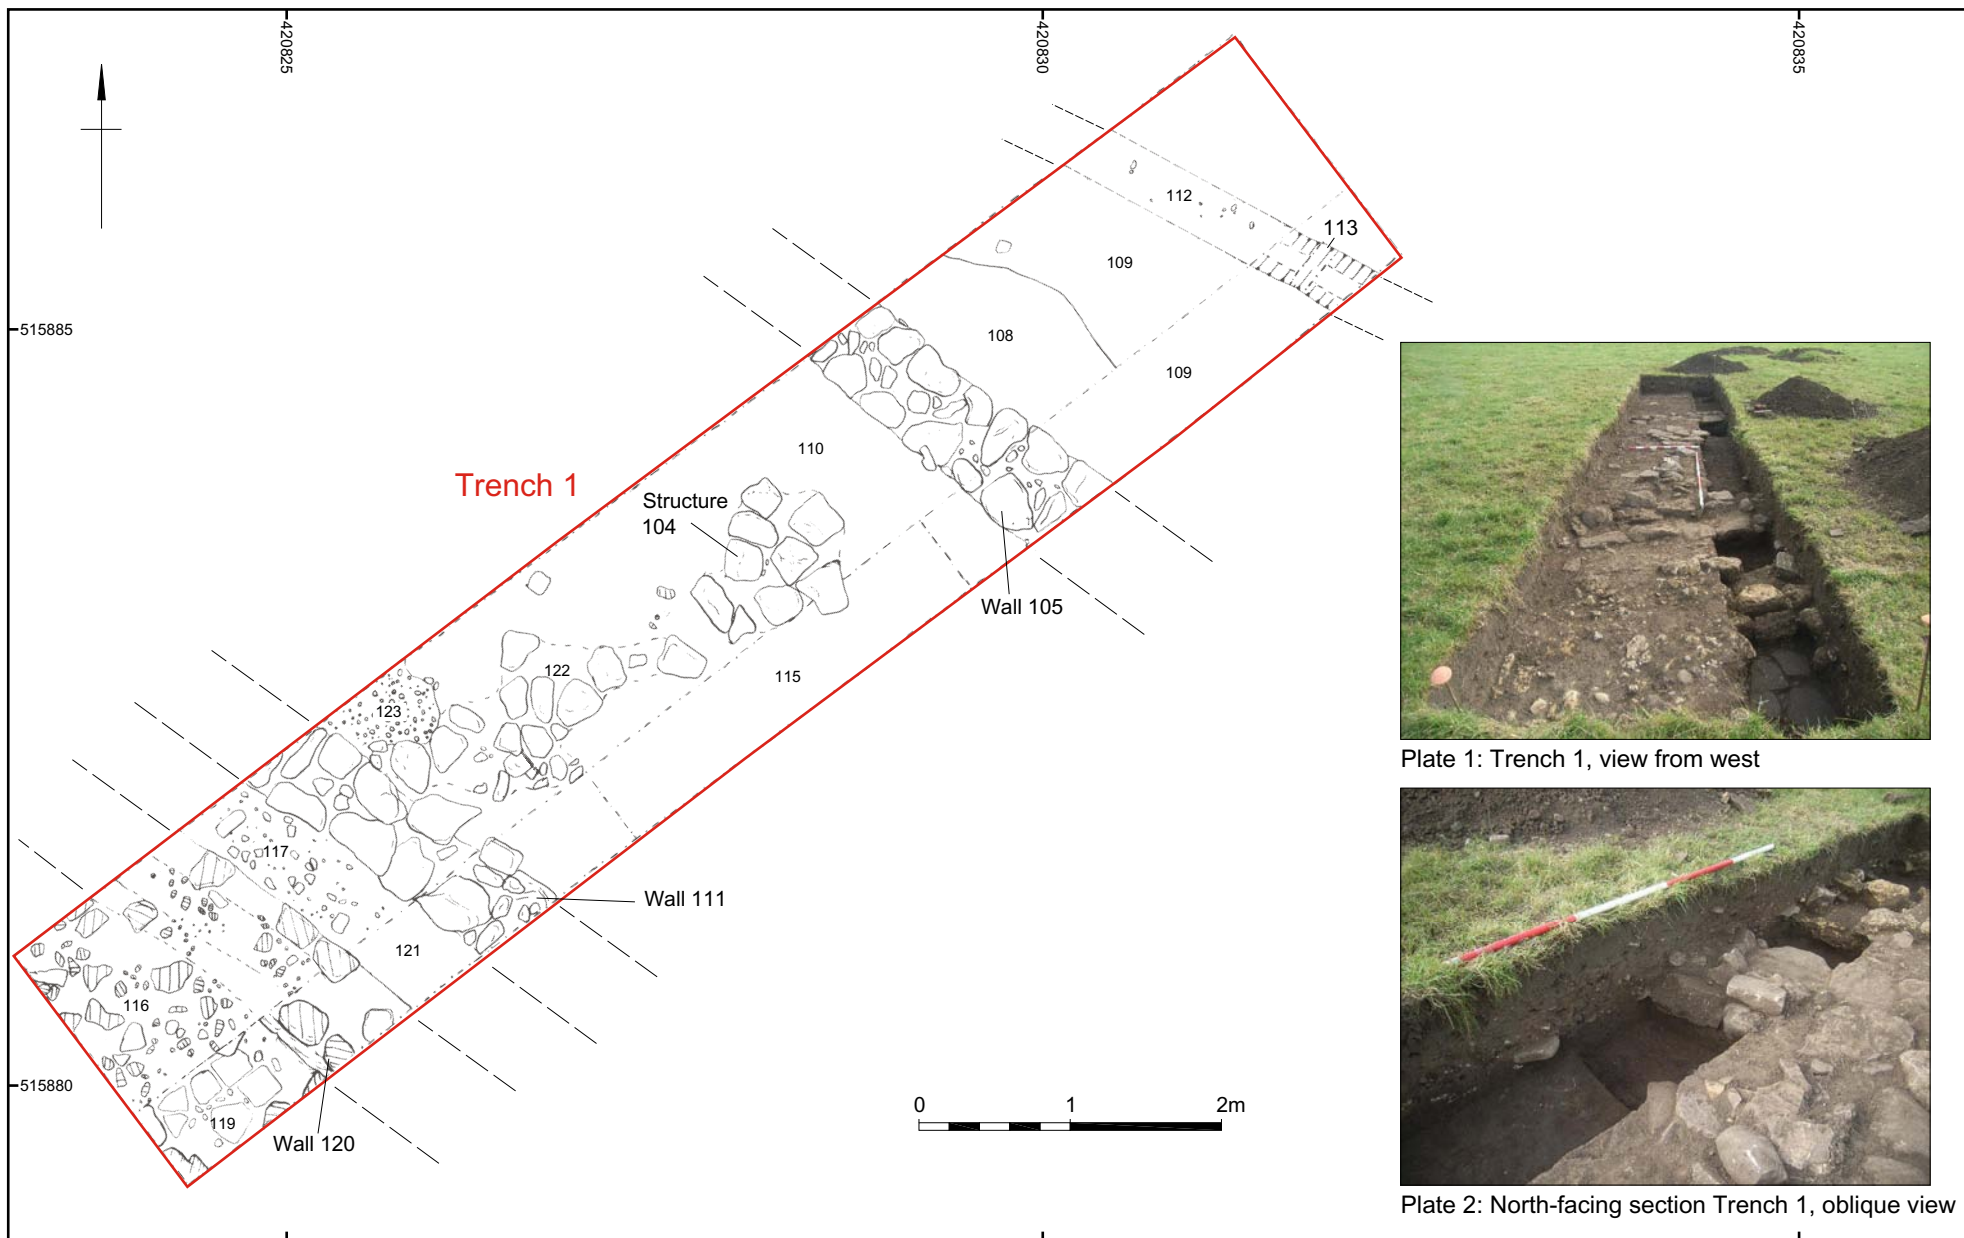 420825
420830
420835
515885
515880
Trench 1
112
113
109
108
109
110
Structure
104
Wall 105
122
115
123
117
Wall 111
121
116
119
Wall 120
0 1 2m
Plate 1: Trench 1, view from west
Plate 2: North-facing section Trench 1, oblique view